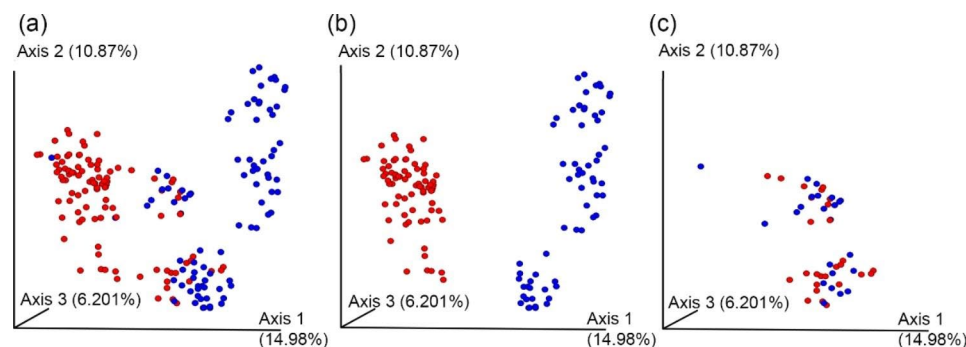 (a)
Axis 2 (10.87%)
Axis 3 (6.201%)
Axis 1
(14.98%)
(b)
Axis 2 (10.87%)
Axis 3 (6.201%)
Axis 1
(14.98%)
(c)
Axis 2 (10.87%)
Axis 3 (6.201%)
Axis 1
(14.98%)